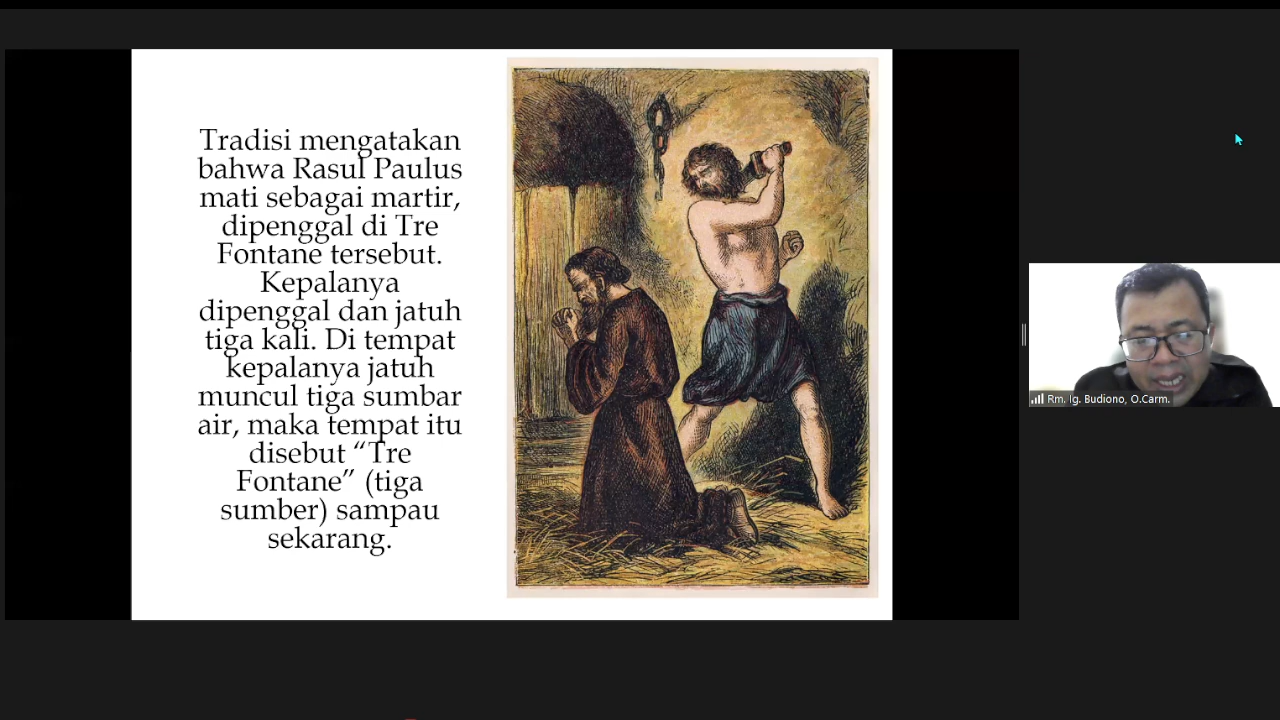 Tradisi mengatakan
bahwa Rasul Paulus
mati sebagai martir,
dipenggal di Tre
Fontane tersebut.
Kepalanya
dipenggal dan jatuh
tiga kali. Di tempat
kepalanya jatuh
muncul tiga sumbar
air, maka tempat itu
disebut “Tre
Fontane” (tiga
sumber) sampau
sekarang.
Rm. Ig. Budiono, O.Carm.